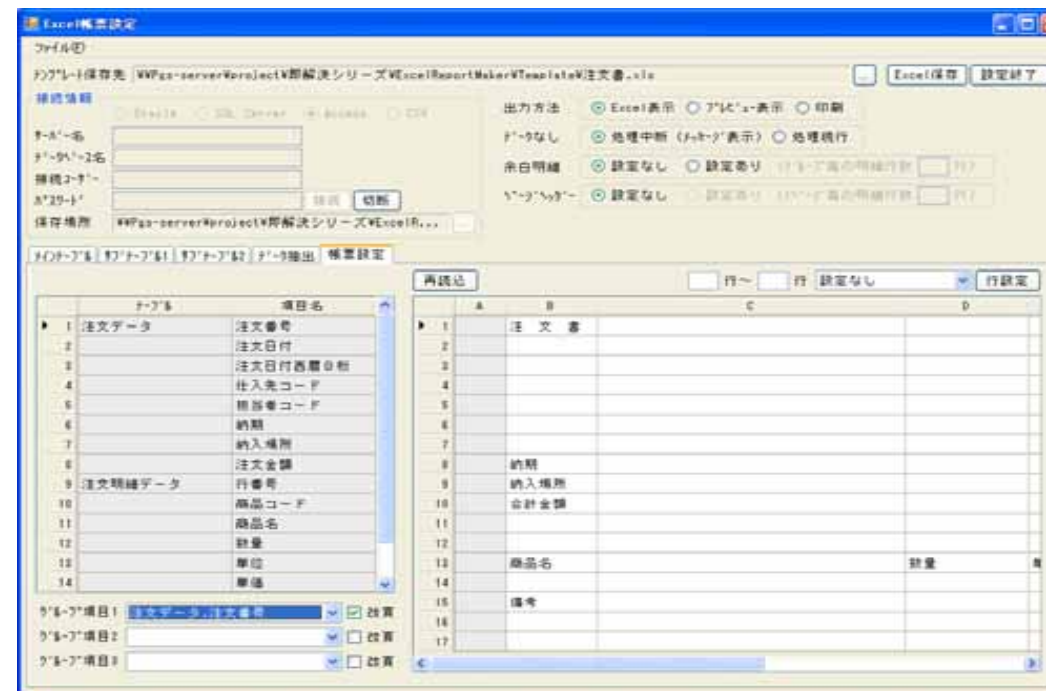 Excel帳票設定
ファイル(F)
テンプレート保存先 ¥¥Pgs-server¥project¥即解決シリーズ¥ExcelReportMaker¥Template¥注文書.xls ... Excel保存 設定終了
接続情報
Oracle SQL Server Access CSV
サーバー名
データベース名
接続ユーザー
パスワード 接続 切断
保存場所 ¥¥Pgs-server¥project¥即解決シリーズ¥ExcelR... ...
出力方法 Excel表示 プレビュー表示 印刷
データなし 処理中断 (メッセージ表示) 処理続行
余白明細 設定なし 設定あり 行)
ページヘッダー 設定なし 設定あり 行)
メインテーブル サブテーブル1 サブテーブル2 データ抽出 帳票設定
再読込 行～ 行 設定なし 行設定
テーブル 項目名
1 注文データ 注文番号
2 注文日付
3 注文日付西暦0桁
4 仕入先コード
5 担当者コード
6 納期
7 納入場所
8 注文金額
9 注文明細データ 行番号
10 商品コード
11 商品名
12 数量
13 単位
14 単価
グループ項目1 注文データ.注文番号 改頁
グループ項目2 改頁
グループ項目3 改頁
A B C D
1 注 文 書
2
3
4
5
6
7
8 納期
9 納入場所
10 合計金額
11
12
13 商品名 数量
14
15 備考
16
17